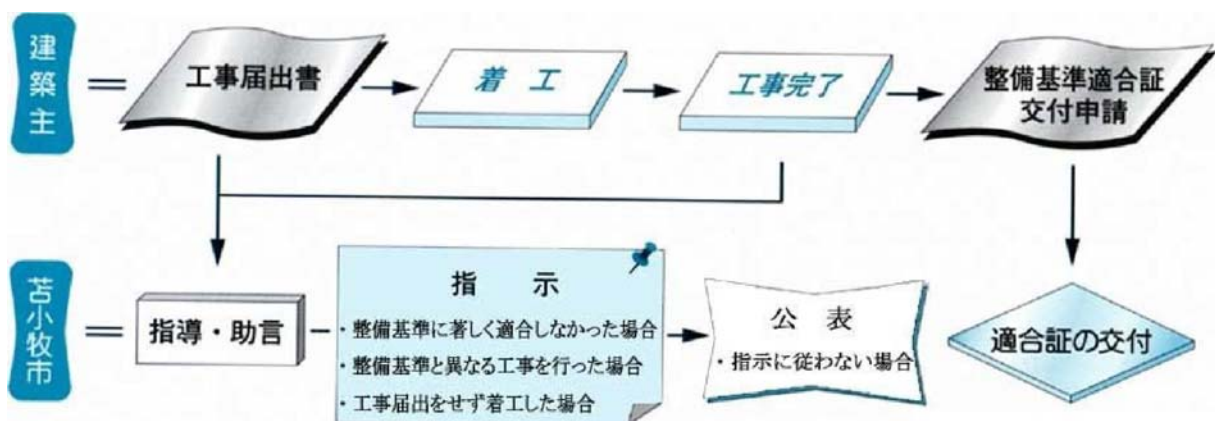 建築主
工事届出書
着工
工事完了
整備基準適合証
交付申請
苫小牧市
指導・助言
指 示
・整備基準に著しく適合しなかった場合
・整備基準と異なる工事を行った場合
・工事届出をせず着工した場合
公 表
・指示に従わない場合
適合証の交付